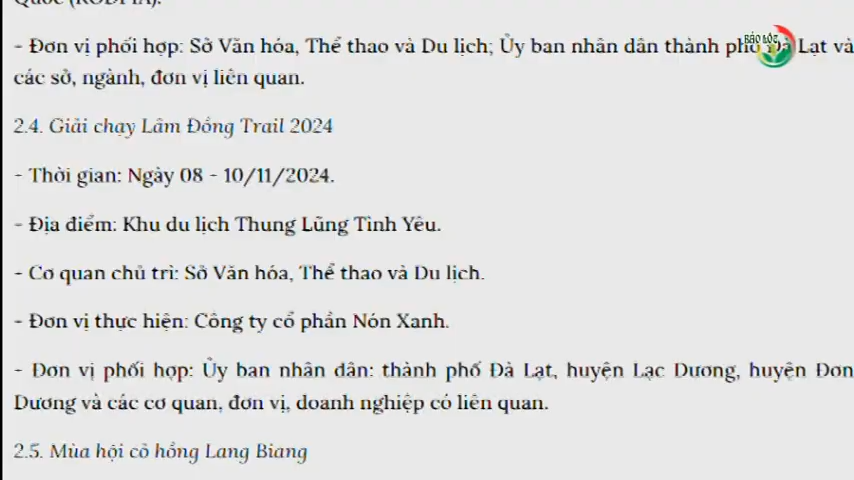 Quốc (KODFIA).
- Đơn vị phối hợp: Sở Văn hóa, Thể thao và Du lịch; Ủy ban nhân dân thành phố Đà Lạt và
các sở, ngành, đơn vị liên quan.
2.4. Giải chạy Lâm Đồng Trail 2024
- Thời gian: Ngày 08 - 10/11/2024.
- Địa điểm: Khu du lịch Thung Lũng Tình Yêu.
- Cơ quan chủ trì: Sở Văn hóa, Thể thao và Du lịch.
- Đơn vị thực hiện: Công ty cổ phần Nón Xanh.
- Đơn vị phối hợp: Ủy ban nhân dân: thành phố Đà Lạt, huyện Lạc Dương, huyện Đơn
Dương và các cơ quan, đơn vị, doanh nghiệp có liên quan.
2.5. Mùa hội cỏ hồng Lang Biang
BẢO LỘC